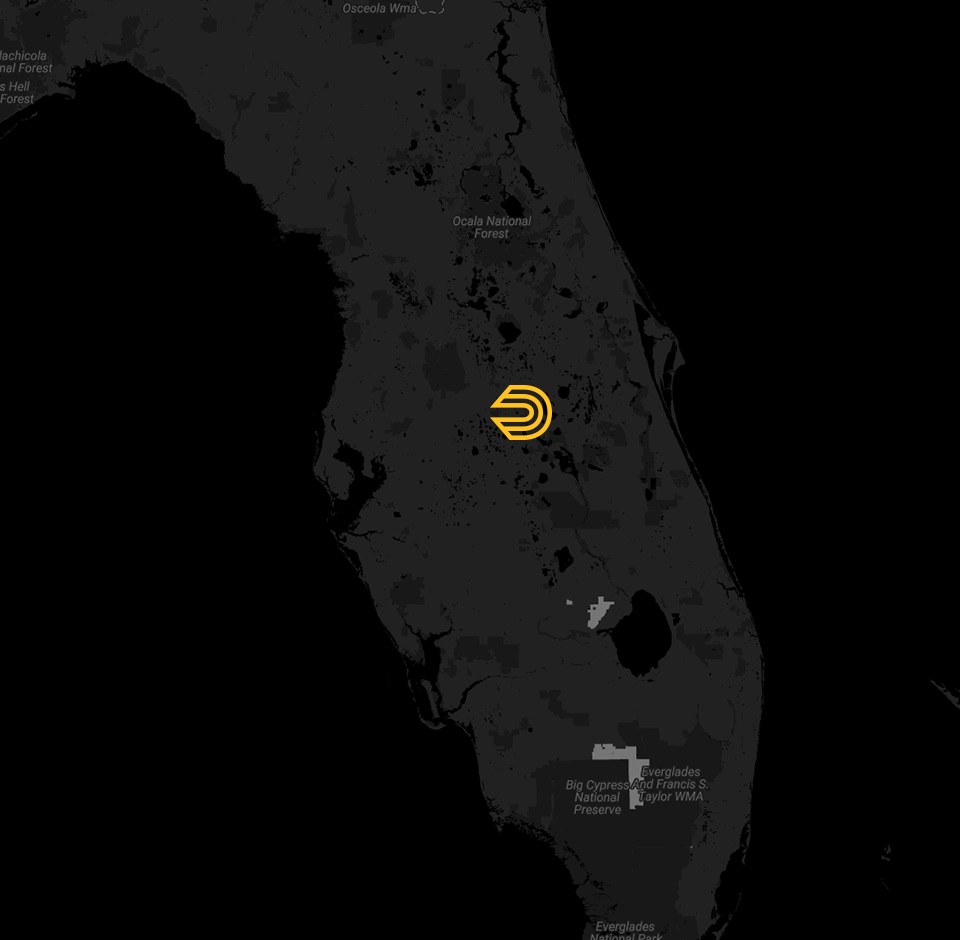 Osceola Wma
lachicola
nal Forest
s Hell
Forest
Ocala National
Forest
Everglades
And Francis S.
Taylor WMA
Big Cypress
National
Preserve
Everglades
National Park